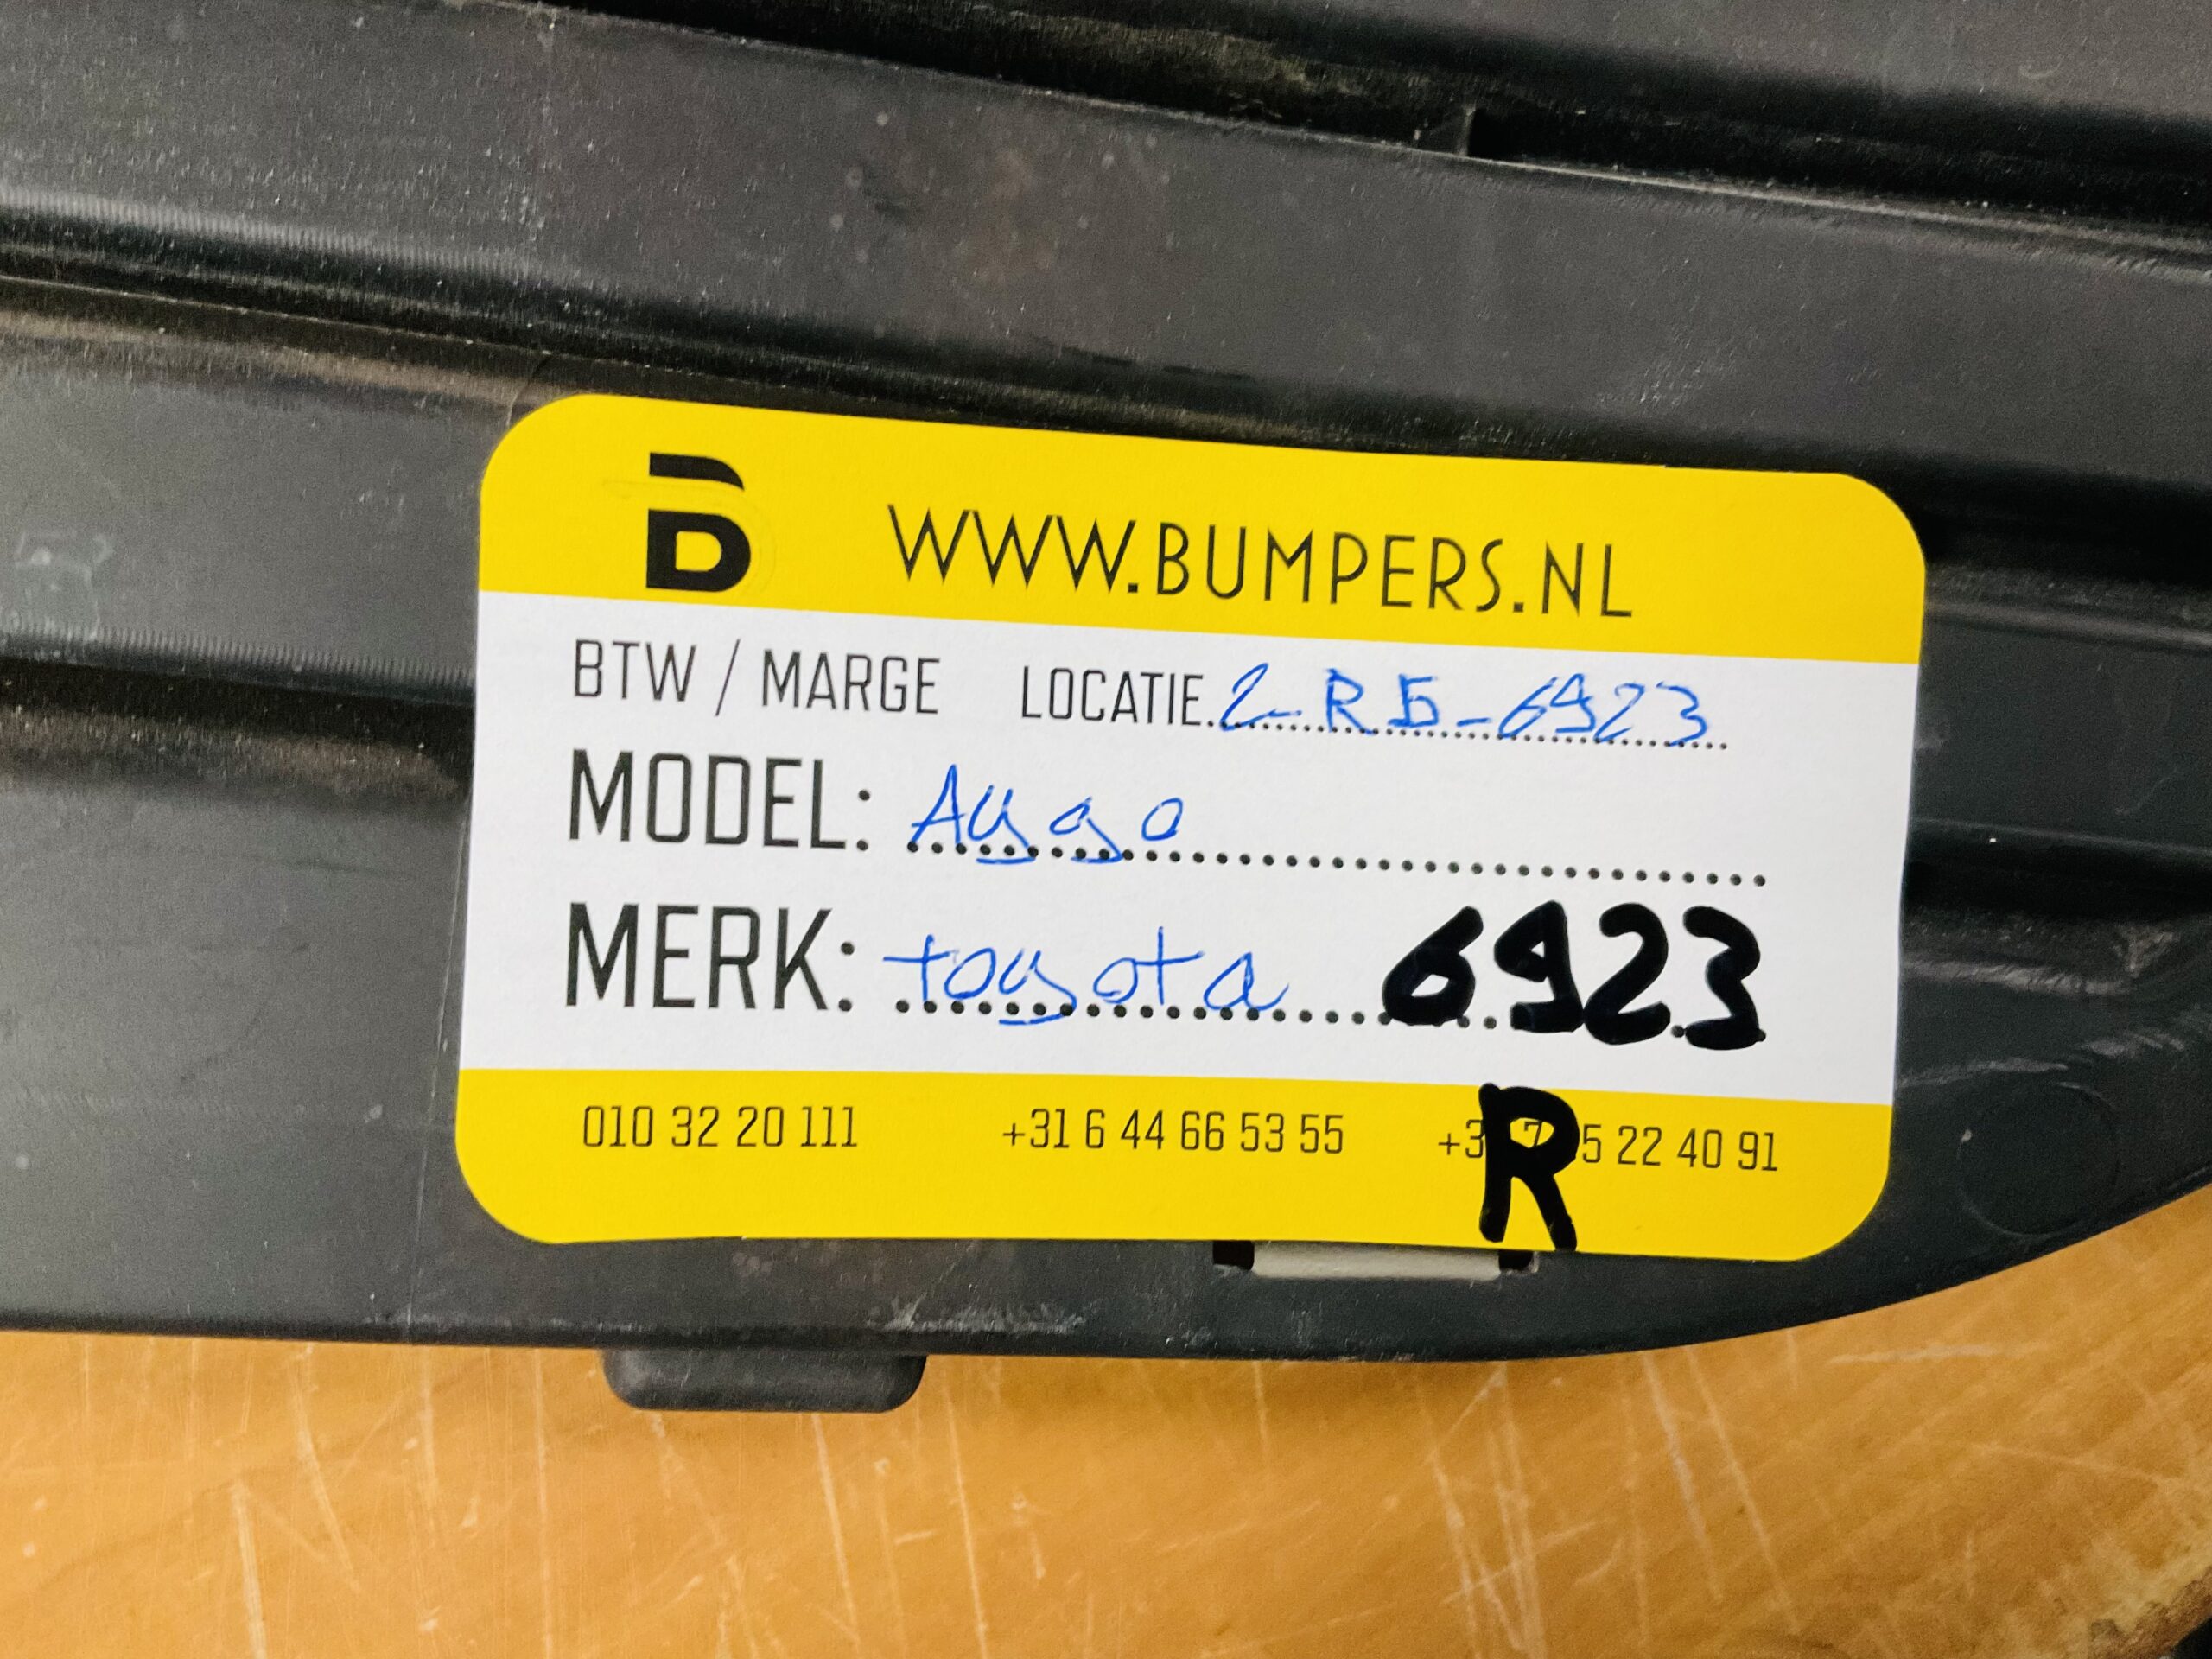 B WWW.BUMPERS.NL
BTW / MARGE LOCATIE. 2-R5-6923
MODEL: Aygo
MERK: toyota 6923
010 32 20 111 +31 6 44 66 53 55 5 22 40 91
R